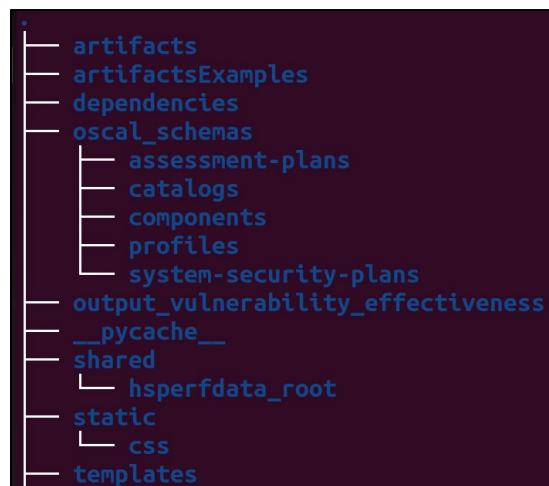 .
artifacts
artifactsExamples
dependencies
oscal_schemas
assessment-plans
catalogs
components
profiles
system-security-plans
output_vulnerability_effectiveness
__pycache__
shared
hsperfdata_root
static
css
templates